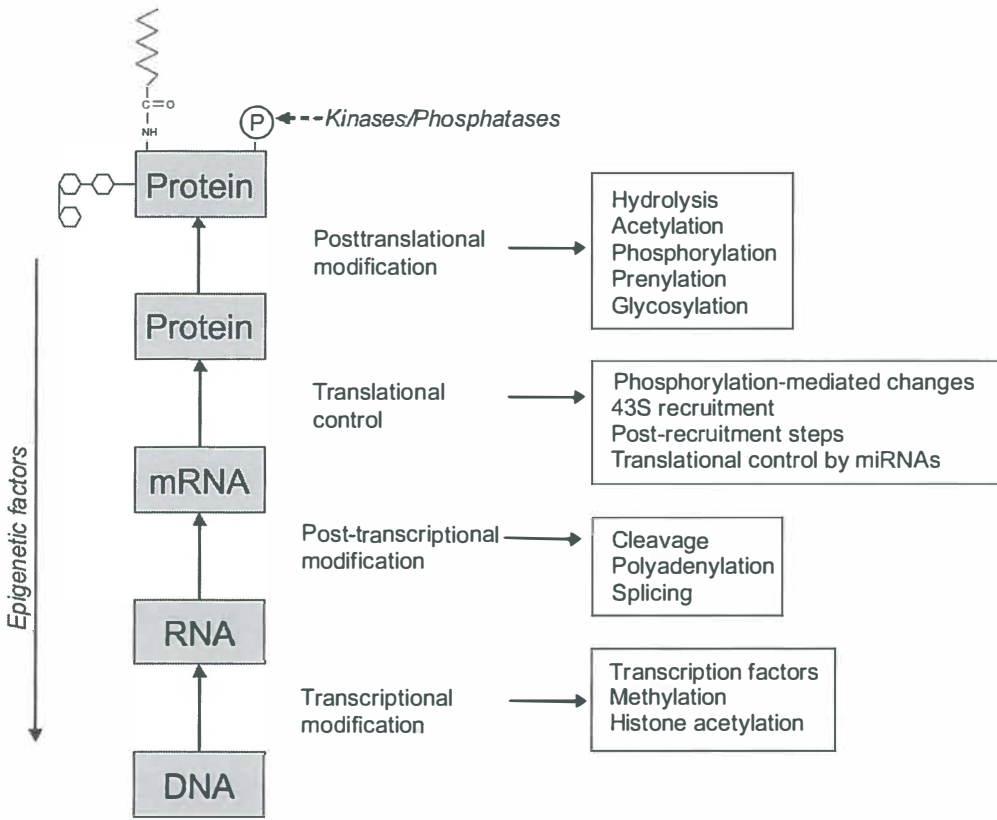 C=O
NH
P
Kinases/Phosphatases
Protein
Posttranslational
modification
Hydrolysis
Acetylation
Phosphorylation
Prenylation
Glycosylation
Protein
Translational
control
Phosphorylation-mediated changes
43S recruitment
Post-recruitment steps
Translational control by miRNAs
mRNA
Epigenetic factors
Post-transcriptional
modification
Cleavage
Polyadenylation
Splicing
RNA
Transcriptional
modification
Transcription factors
Methylation
Histone acetylation
DNA